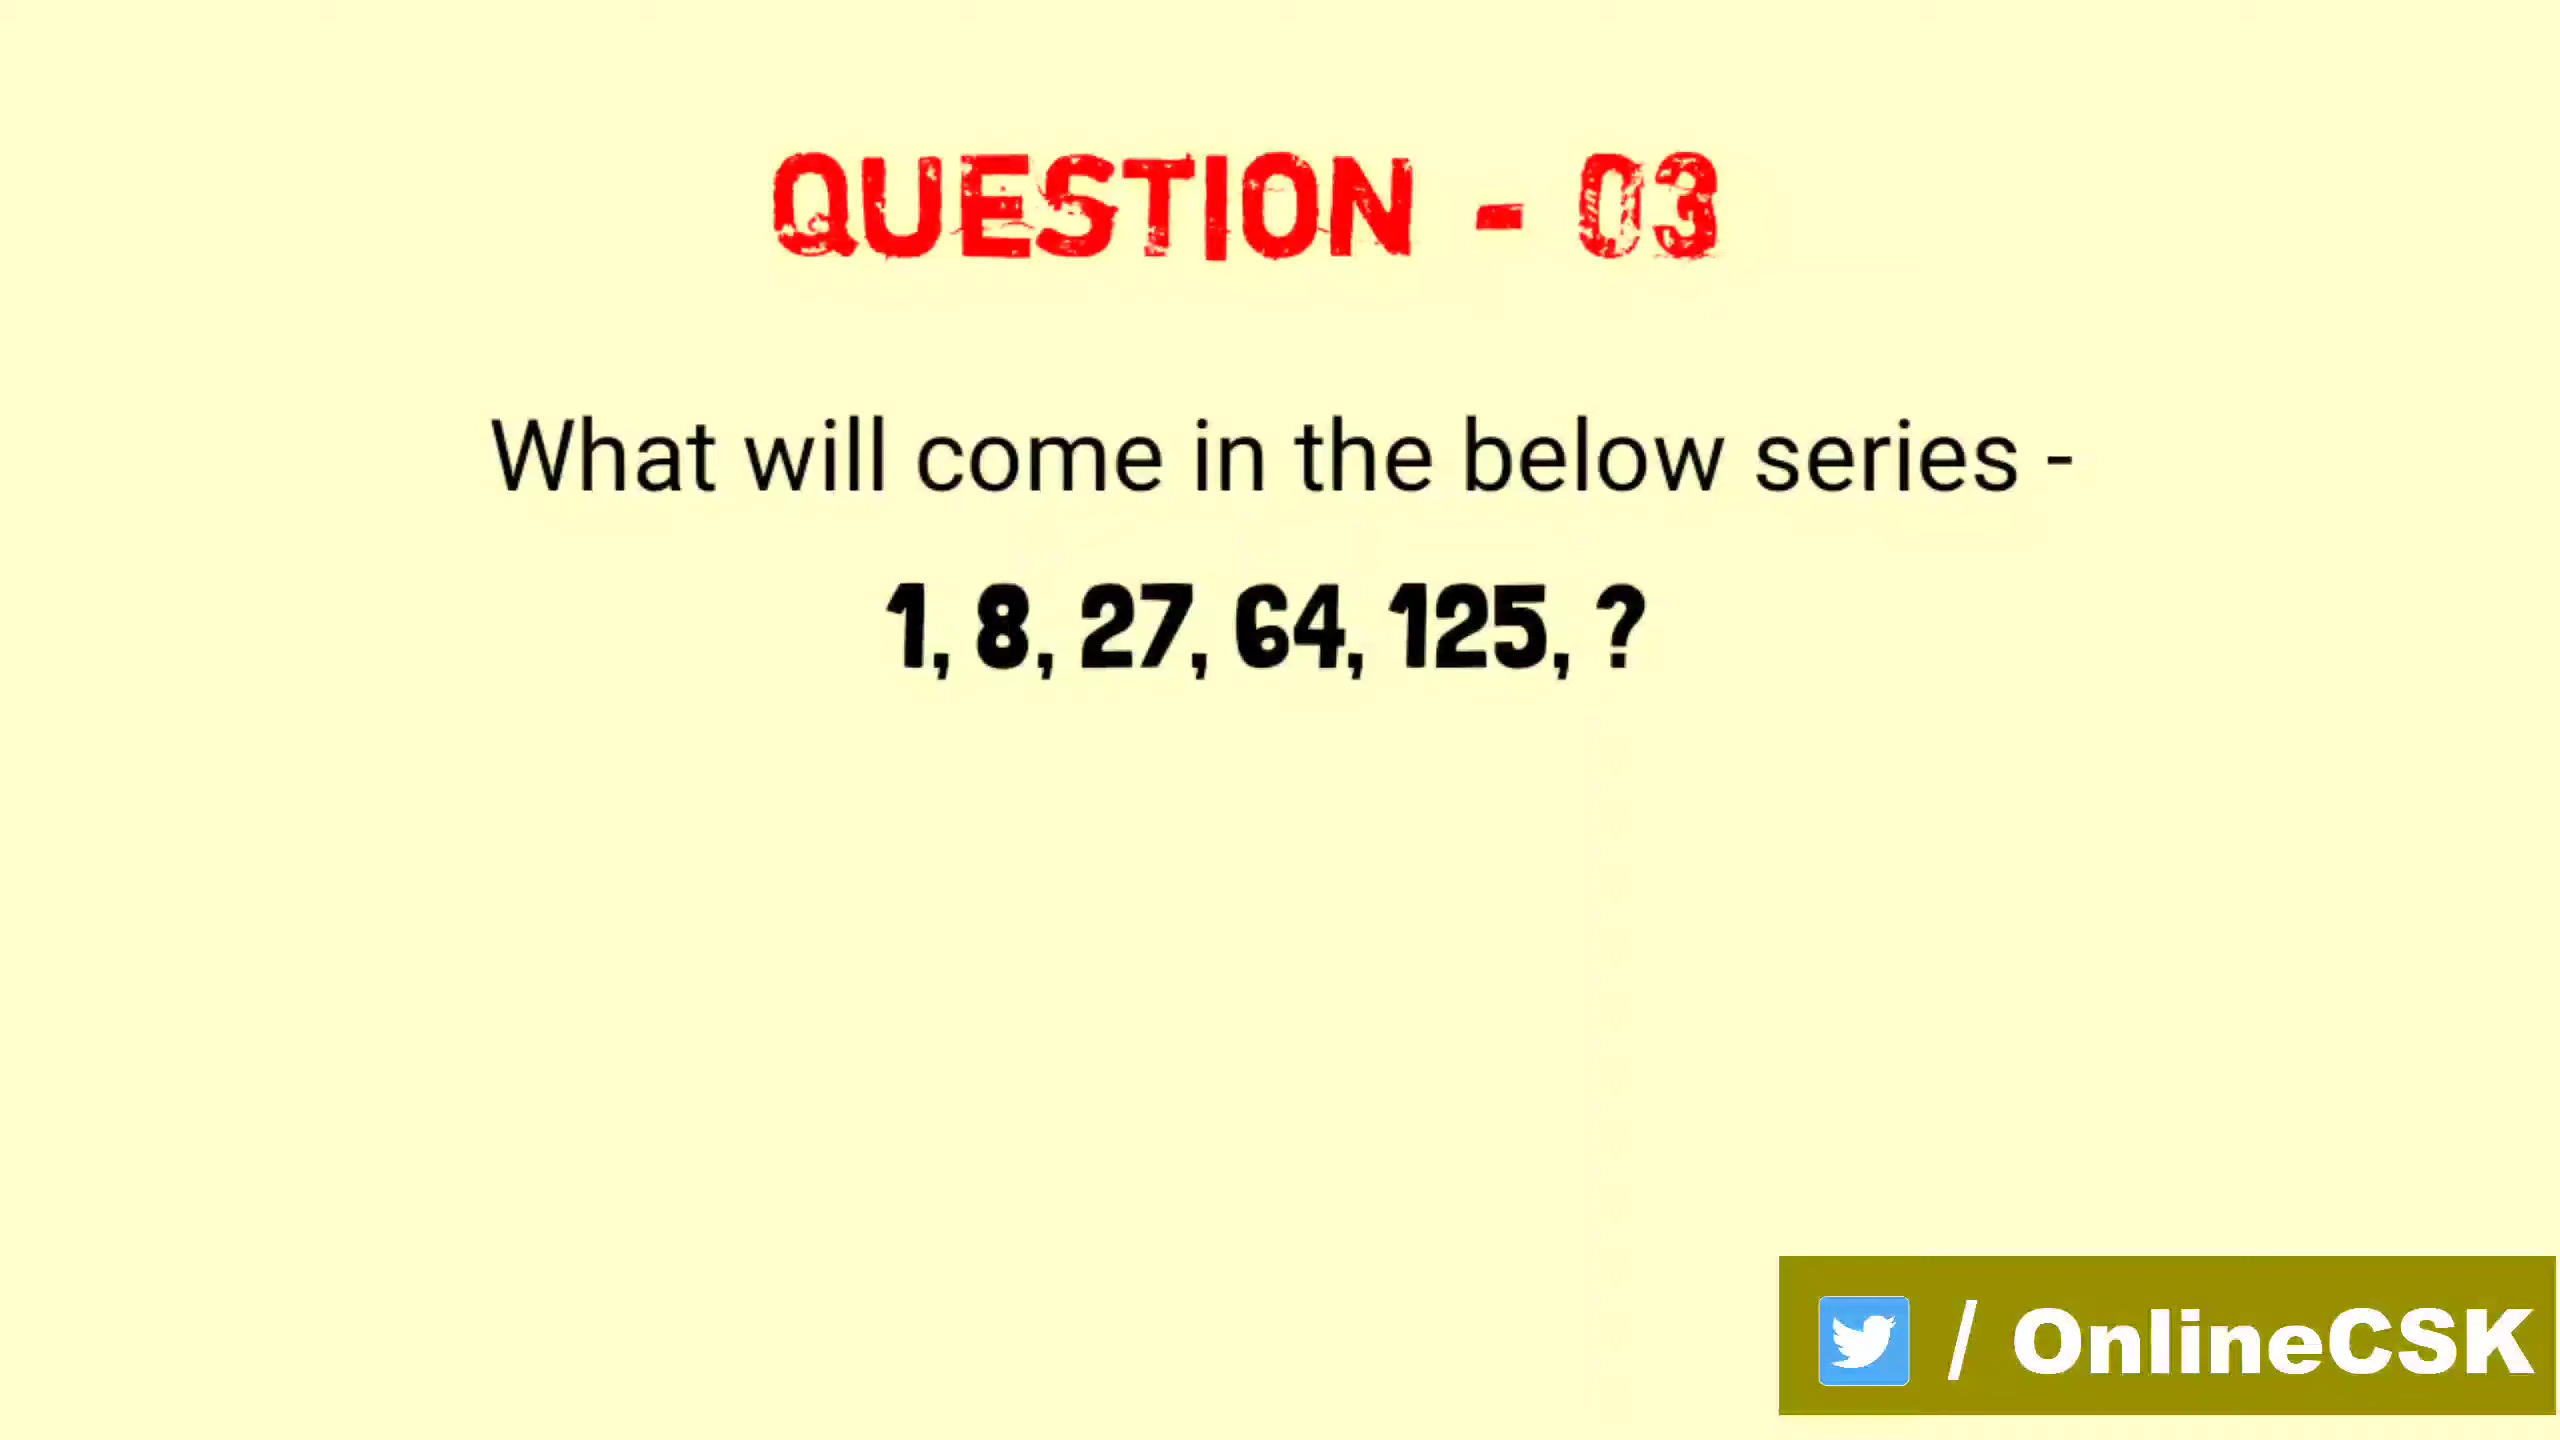 QUESTION - 03
What will come in the below series -
1, 8, 27, 64, 125, ?
/ OnlineCSK